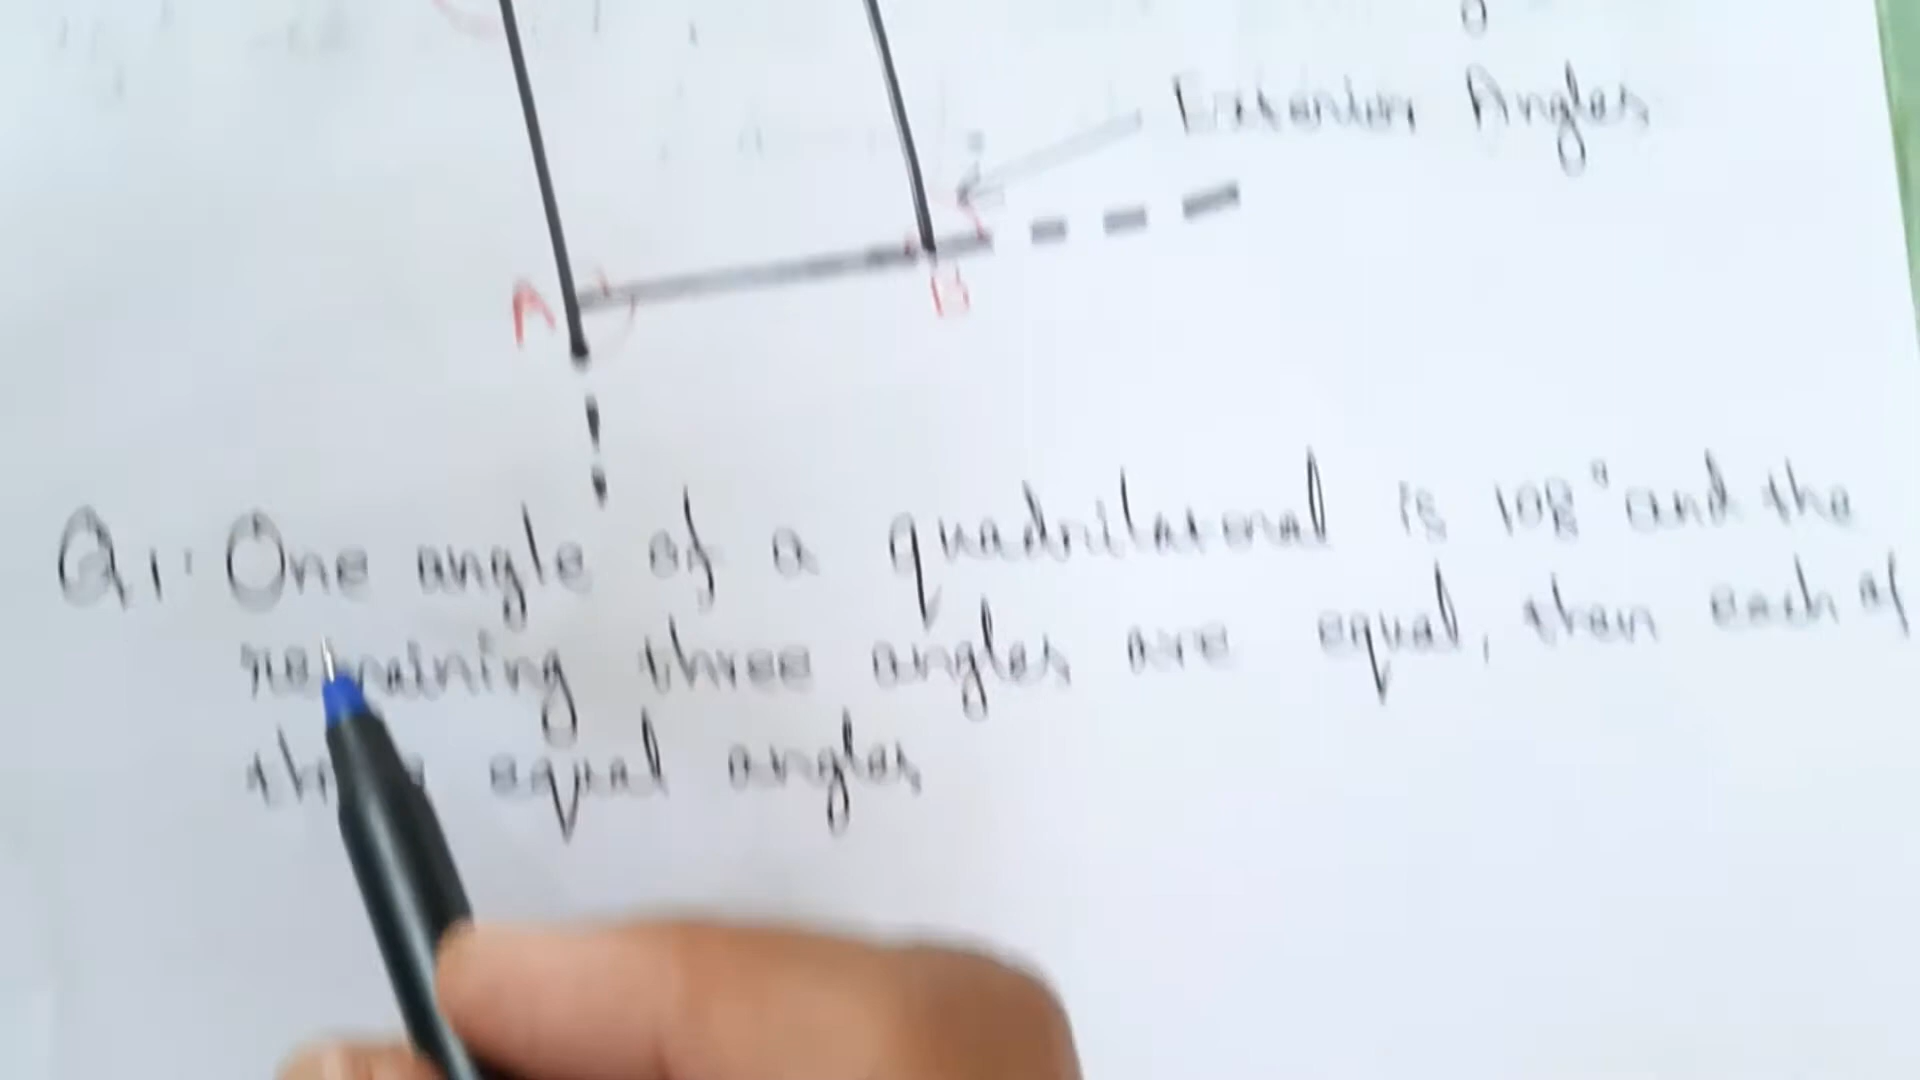 Exterior Angles
A
B
Q1. One angle of a quadrilateral is 108° and the
remaining three angles are equal, then each of
three equal angles